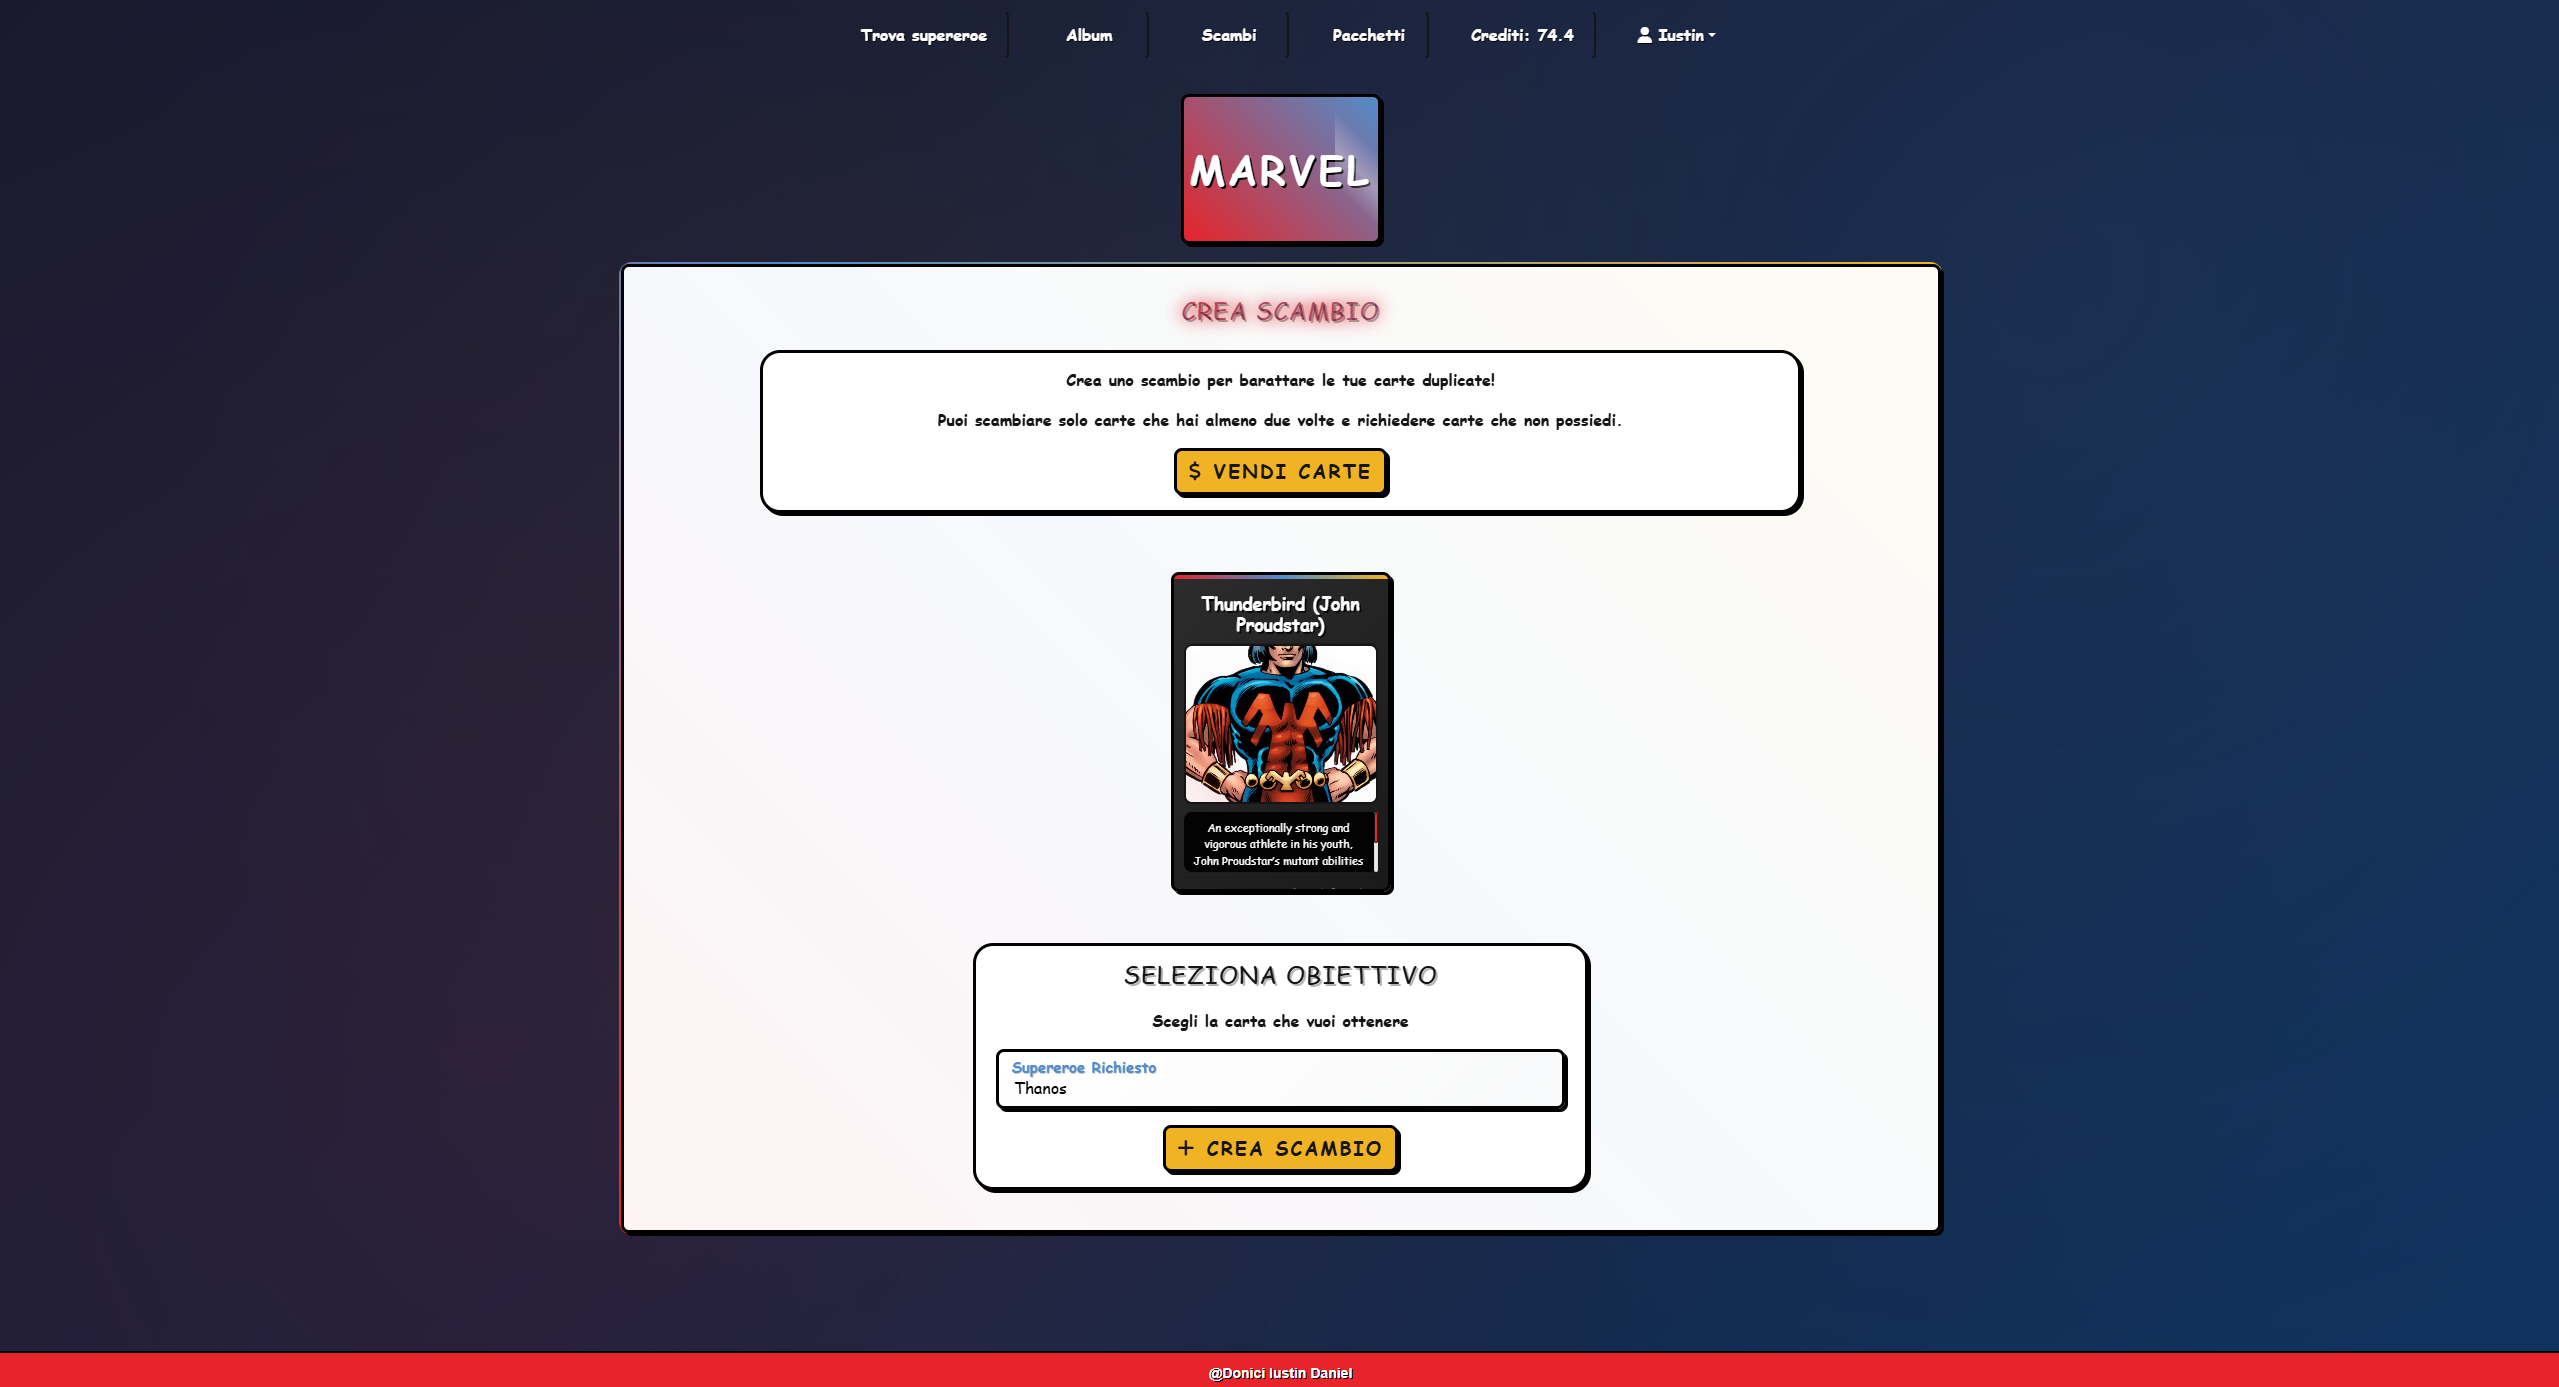 Trova supereroe
Album
Scambi
Pacchetti
Crediti: 74.4
Iustin
MARVEL
CREA SCAMBIO
Crea uno scambio per barattare le tue carte duplicate!
Puoi scambiare solo carte che hai almeno due volte e richiedere carte che non possiedi.
$ VENDI CARTE
Thunderbird (John
Proudstar)
An exceptionally strong and
vigorous athlete in his youth,
John Proudstar's mutant abilities
SELEZIONA OBIETTIVO
Scegli la carta che vuoi ottenere
Supereroe Richiesto
Thanos
+ CREA SCAMBIO
@Donici Iustin Daniel